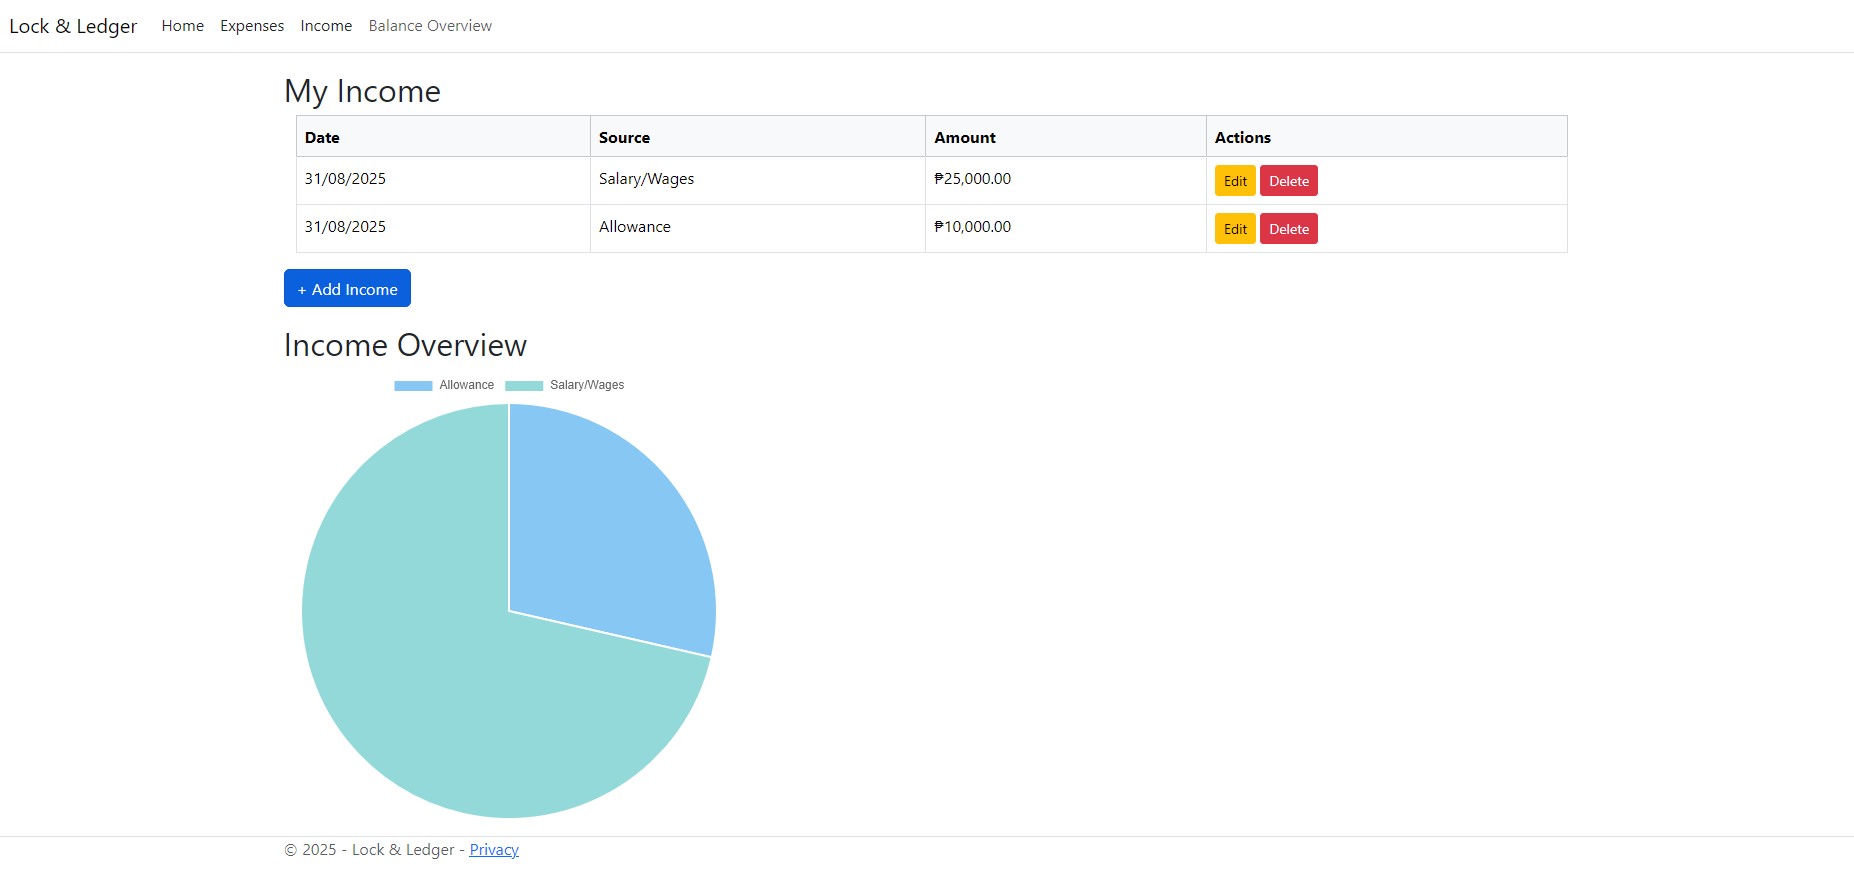 Lock & Ledger Home Expenses Income Balance Overview
My Income
Date Source Amount Actions
31/08/2025 Salary/Wages ₱25,000.00 Edit Delete
31/08/2025 Allowance ₱10,000.00 Edit Delete
+ Add Income
Income Overview
Allowance Salary/Wages
© 2025 - Lock & Ledger - Privacy